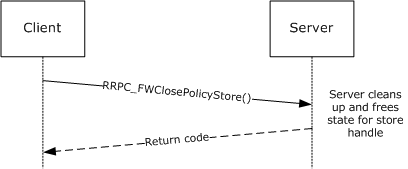 Client
Server
RRPC_FWClosePolicyStore()
Server cleans
up and frees
state for store
handle
Return code